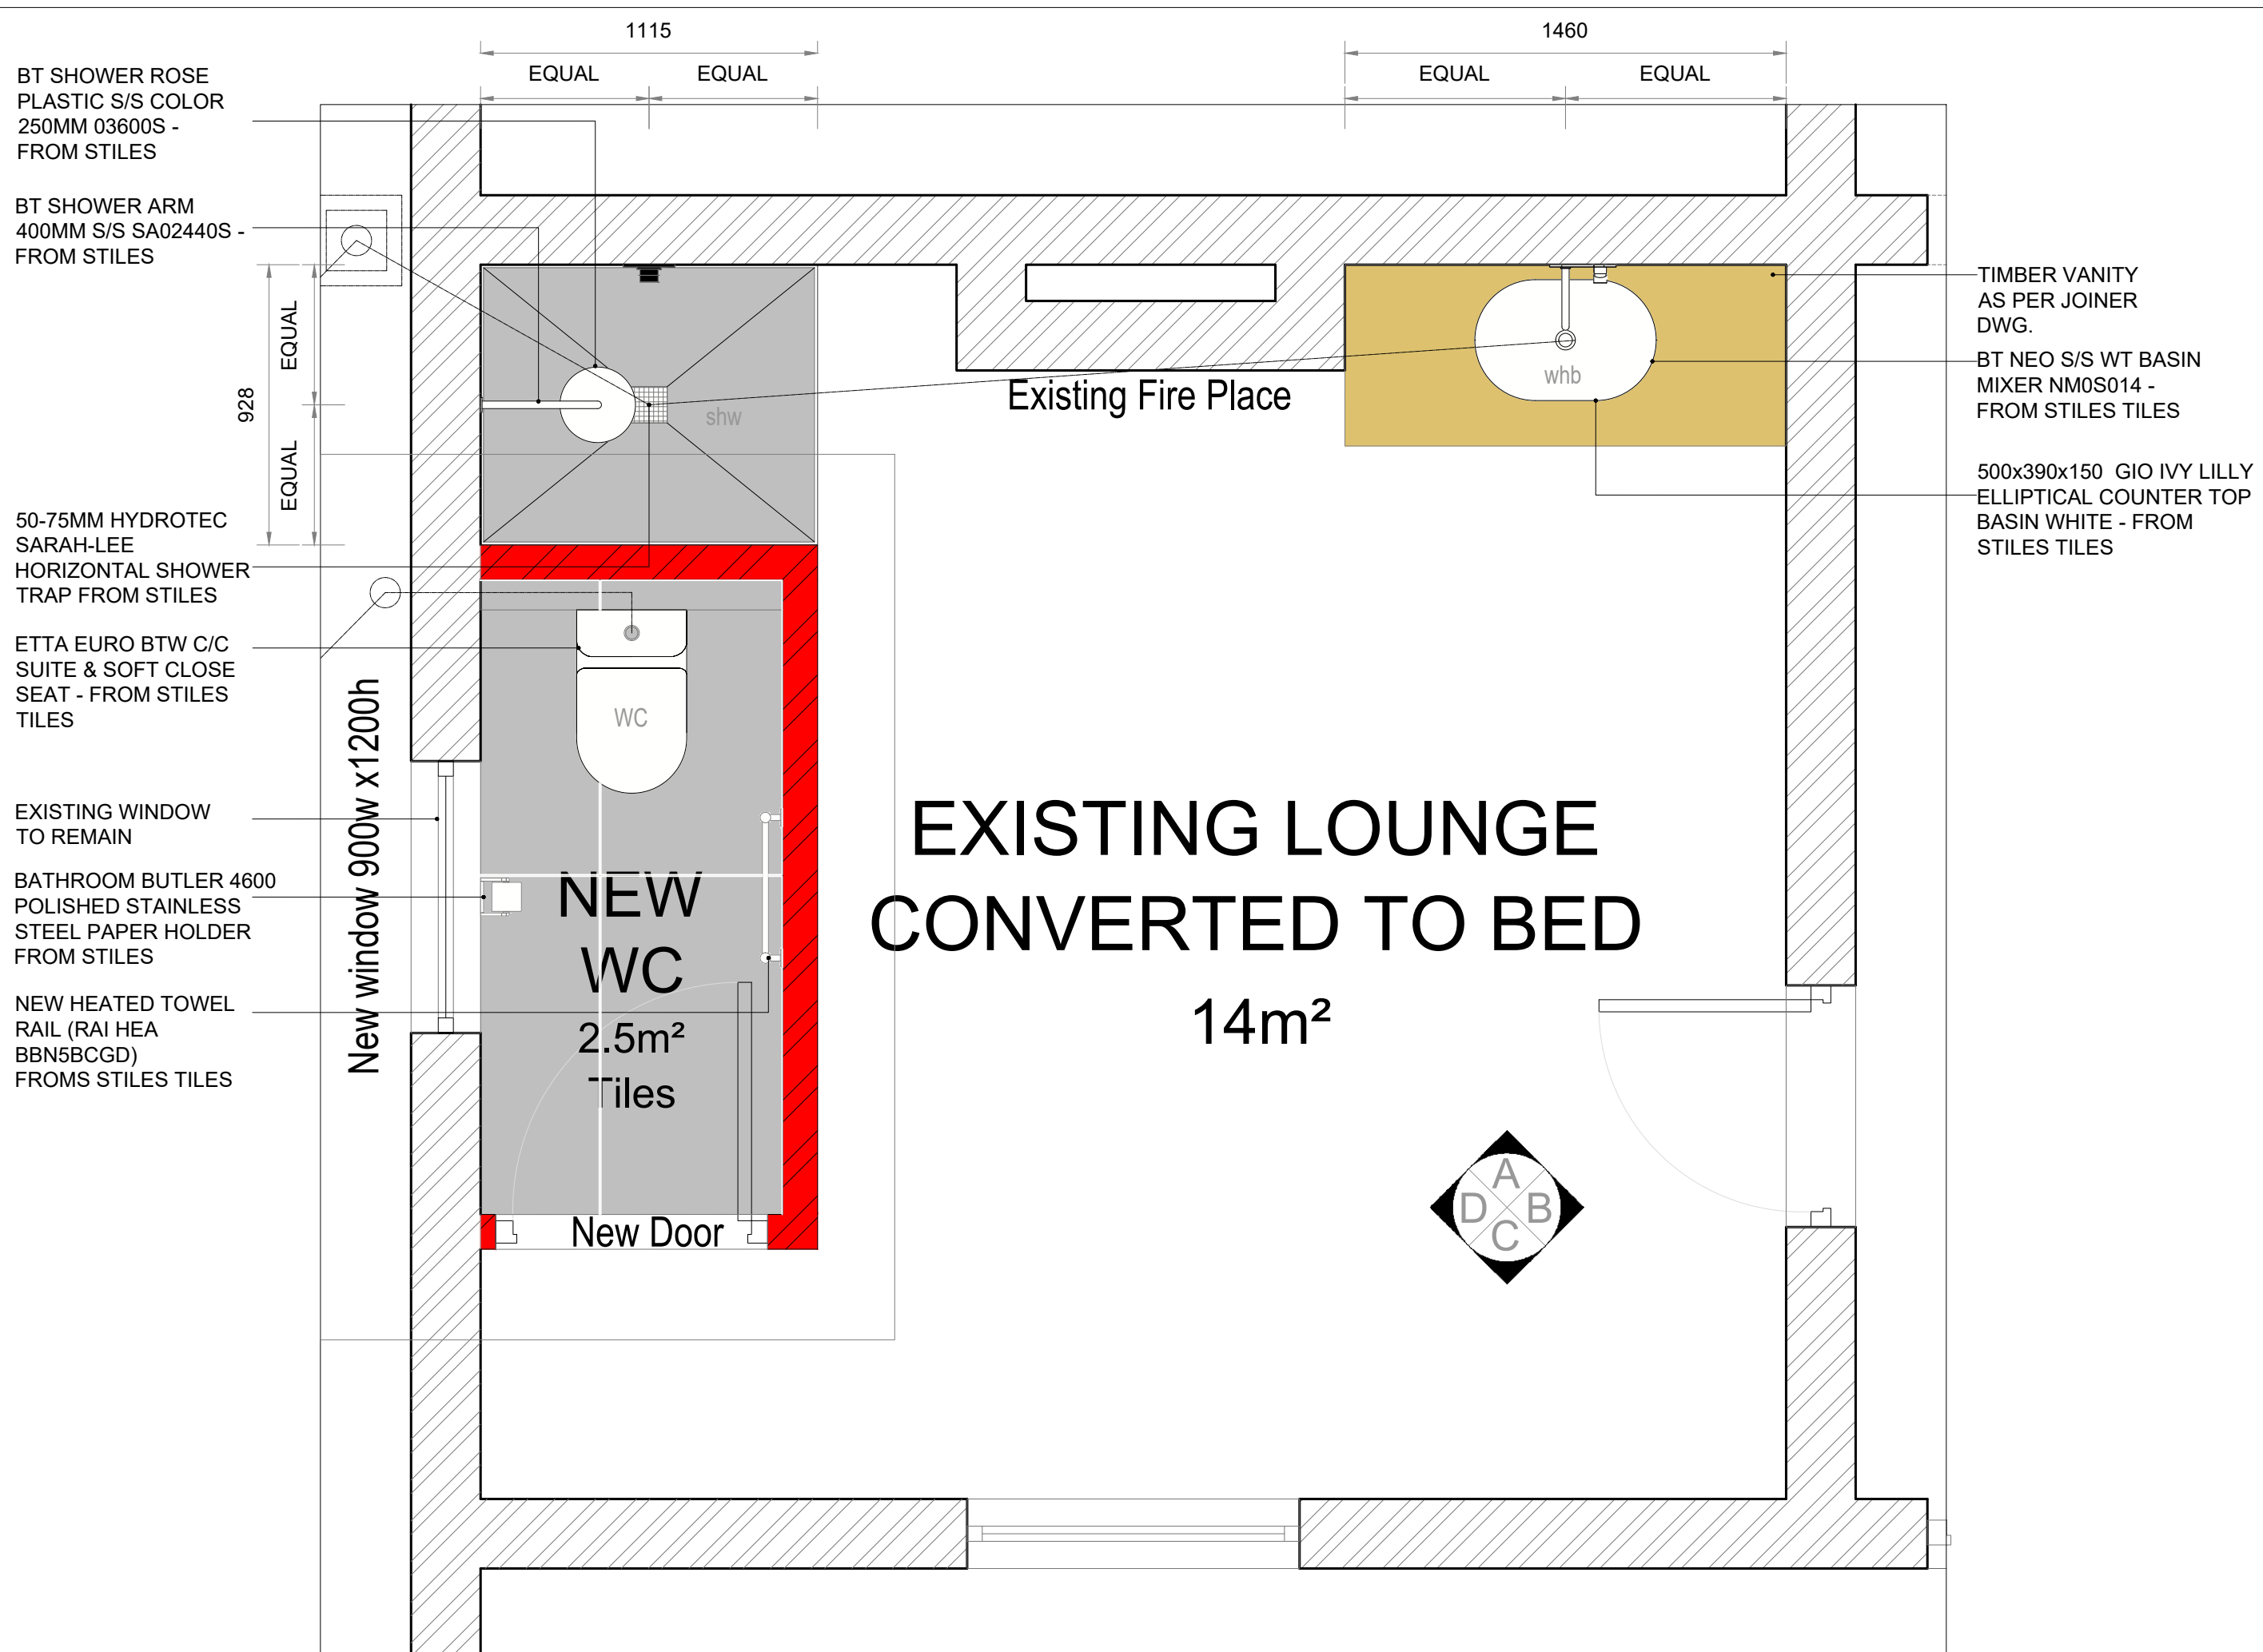 1115
EQUAL
EQUAL
1460
EQUAL
EQUAL
BT SHOWER ROSE
PLASTIC S/S COLOR
250MM 03600S -
FROM STILES
BT SHOWER ARM
400MM S/S SA02440S -
FROM STILES
928
EQUAL
EQUAL
50-75MM HYDROTEC
SARAH-LEE
HORIZONTAL SHOWER
TRAP FROM STILES
ETTA EURO BTW C/C
SUITE & SOFT CLOSE
SEAT - FROM STILES
TILES
EXISTING WINDOW
TO REMAIN
BATHROOM BUTLER 4600
POLISHED STAINLESS
STEEL PAPER HOLDER
FROM STILES
NEW HEATED TOWEL
RAIL (RAI HEA
BBN5BCGD)
FROMS STILES TILES
New window 900w x1200h
shw
WC
NEW
WC
2.5m²
Tiles
New Door
Existing Fire Place
whb
EXISTING LOUNGE
CONVERTED TO BED
14m²
A
D B
C
TIMBER VANITY
AS PER JOINER
DWG.
BT NEO S/S WT BASIN
MIXER NM0S014 -
FROM STILES TILES
500x390x150 GIO IVY LILLY
ELLIPTICAL COUNTER TOP
BASIN WHITE - FROM
STILES TILES